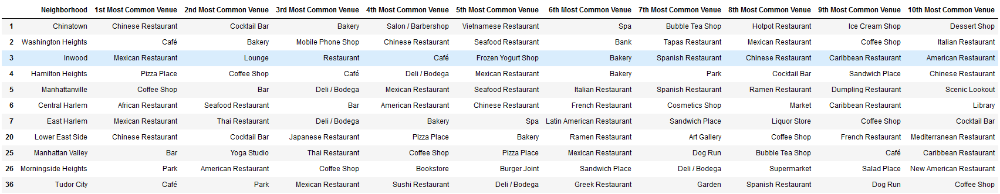 Neighborhood 1st Most Common Venue 2nd Most Common Venue 3rd Most Common Venue 4th Most Common Venue 5th Most Common Venue 6th Most Common Venue 7th Most Common Venue 8th Most Common Venue 9th Most Common Venue 10th Most Common Venue
1 Chinatown Chinese Restaurant Cocktail Bar Bakery Salon / Barbershop Vietnamese Restaurant Spa Bubble Tea Shop Hotpot Restaurant Ice Cream Shop Dessert Shop
2 Washington Heights Café Bakery Mobile Phone Shop Chinese Restaurant Seafood Restaurant Bank Tapas Restaurant Mexican Restaurant Coffee Shop Italian Restaurant
3 Inwood Mexican Restaurant Lounge Restaurant Café Frozen Yogurt Shop Bakery Spanish Restaurant Chinese Restaurant Caribbean Restaurant American Restaurant
4 Hamilton Heights Pizza Place Coffee Shop Café Deli / Bodega Mexican Restaurant Bakery Park Cocktail Bar Sandwich Place Chinese Restaurant
5 Manhattanville Coffee Shop Bar Deli / Bodega Mexican Restaurant Seafood Restaurant Italian Restaurant Spanish Restaurant Ramen Restaurant Dumpling Restaurant Scenic Lookout
6 Central Harlem African Restaurant Seafood Restaurant Bar American Restaurant Chinese Restaurant French Restaurant Cosmetics Shop Market Caribbean Restaurant Library
7 East Harlem Mexican Restaurant Thai Restaurant Deli / Bodega Bakery Spa Latin American Restaurant Sandwich Place Liquor Store Coffee Shop Cocktail Bar
20 Lower East Side Chinese Restaurant Cocktail Bar Japanese Restaurant Pizza Place Bakery Ramen Restaurant Art Gallery Coffee Shop French Restaurant Mediterranean Restaurant
25 Manhattan Valley Bar Yoga Studio Thai Restaurant Coffee Shop Pizza Place Mexican Restaurant Dog Run Bubble Tea Shop Café Caribbean Restaurant
26 Morningside Heights Park American Restaurant Coffee Shop Bookstore Burger Joint Sandwich Place Deli / Bodega Supermarket Salad Place New American Restaurant
36 Tudor City Café Park Mexican Restaurant Sushi Restaurant Deli / Bodega Greek Restaurant Garden Spanish Restaurant Dog Run Coffee Shop